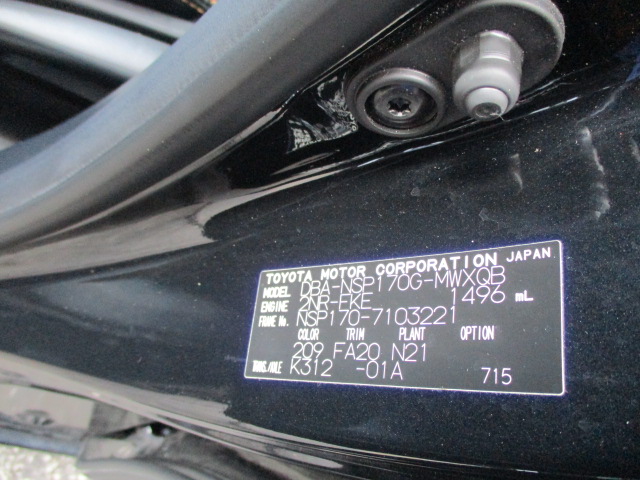 TOYOTA MOTOR CORPORATION JAPAN
MODEL DBA-NSP170G-MWXQB
ENGINE 2NR-FKE 1496 mL
FRAME No. NSP170-7103221
COLOR TRIM PLANT OPTION
209 FA20 N21
TRANS./AXLE K312 -01A 715